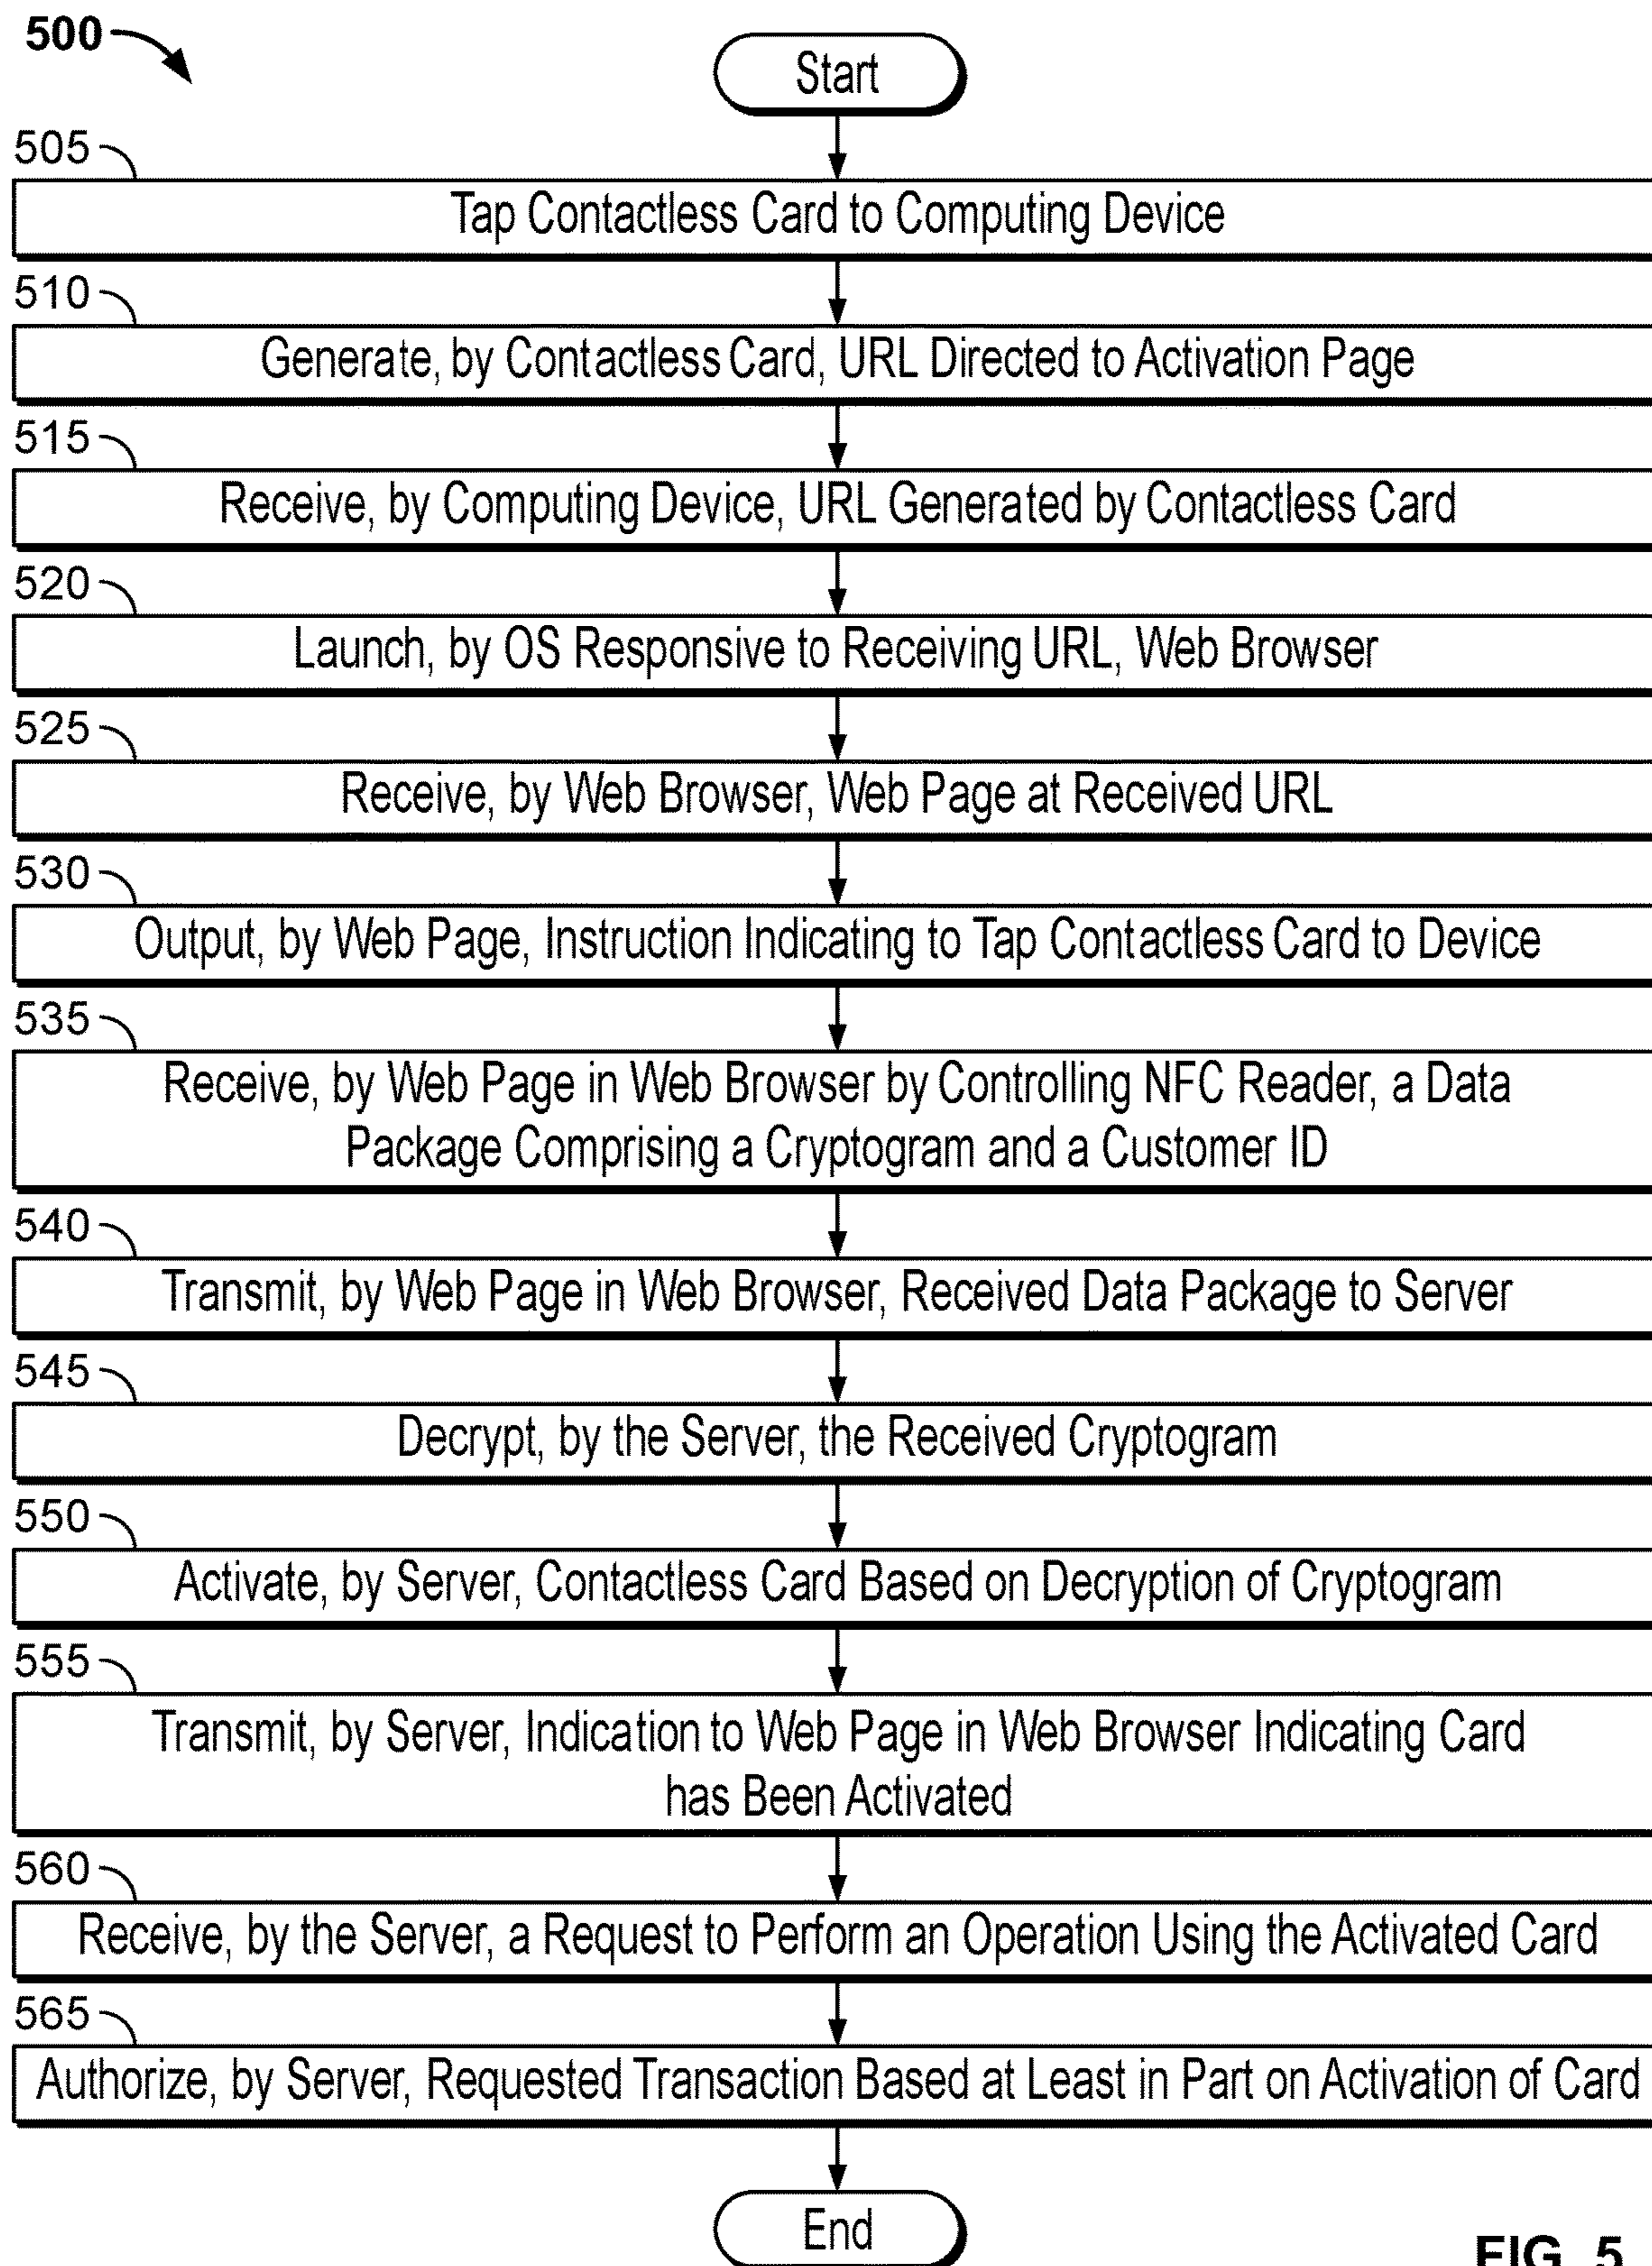 500
Start
505
Tap Contactless Card to Computing Device
510
Generate, by Contactless Card, URL Directed to Activation Page
515
Receive, by Computing Device, URL Generated by Contactless Card
520
Launch, by OS Responsive to Receiving URL, Web Browser
525
Receive, by Web Browser, Web Page at Received URL
530
Output, by Web Page, Instruction Indicating to Tap Contactless Card to Device
535
Receive, by Web Page in Web Browser by Controlling NFC Reader, a Data
Package Comprising a Cryptogram and a Customer ID
540
Transmit, by Web Page in Web Browser, Received Data Package to Server
545
Decrypt, by the Server, the Received Cryptogram
550
Activate, by Server, Contactless Card Based on Decryption of Cryptogram
555
Transmit, by Server, Indication to Web Page in Web Browser Indicating Card
has Been Activated
560
Receive, by the Server, a Request to Perform an Operation Using the Activated Card
565
Authorize, by Server, Requested Transaction Based at Least in Part on Activation of Card
End
FIG. 5